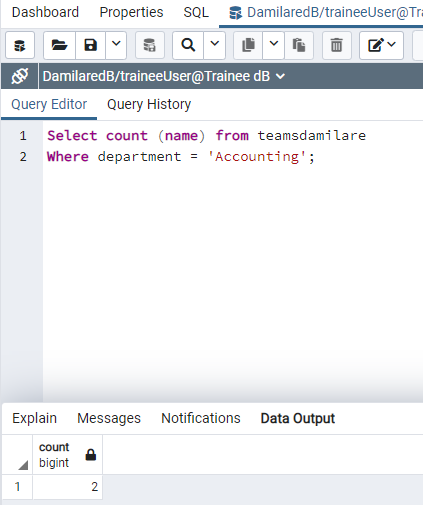 Dashboard Properties SQL DamilaredB/traineeUser@Tr
DamilaredB/traineeUser@Trainee dB
Query Editor Query History
1 Select count (name) from teamsdamilare
2 Where department = 'Accounting';
Explain Messages Notifications Data Output
count
bigint
1 2